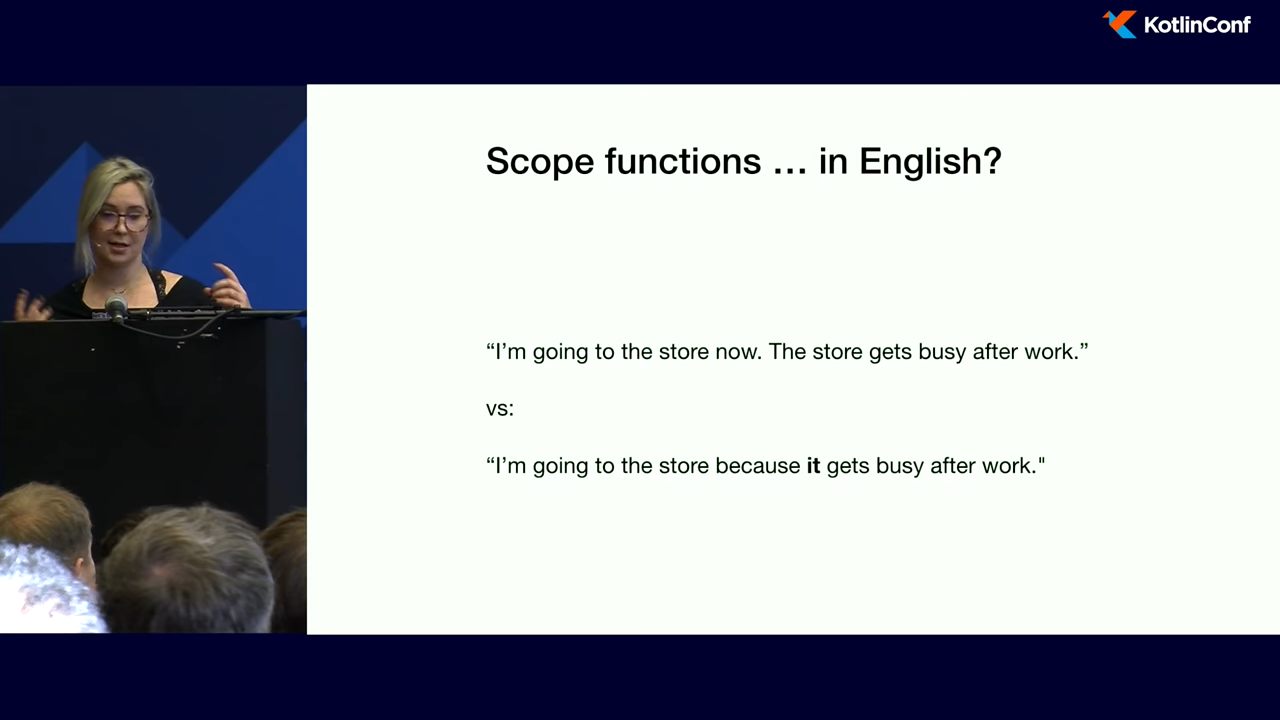 KotlinConf
Scope functions … in English?
“I’m going to the store now. The store gets busy after work.”
vs:
“I’m going to the store because it gets busy after work."